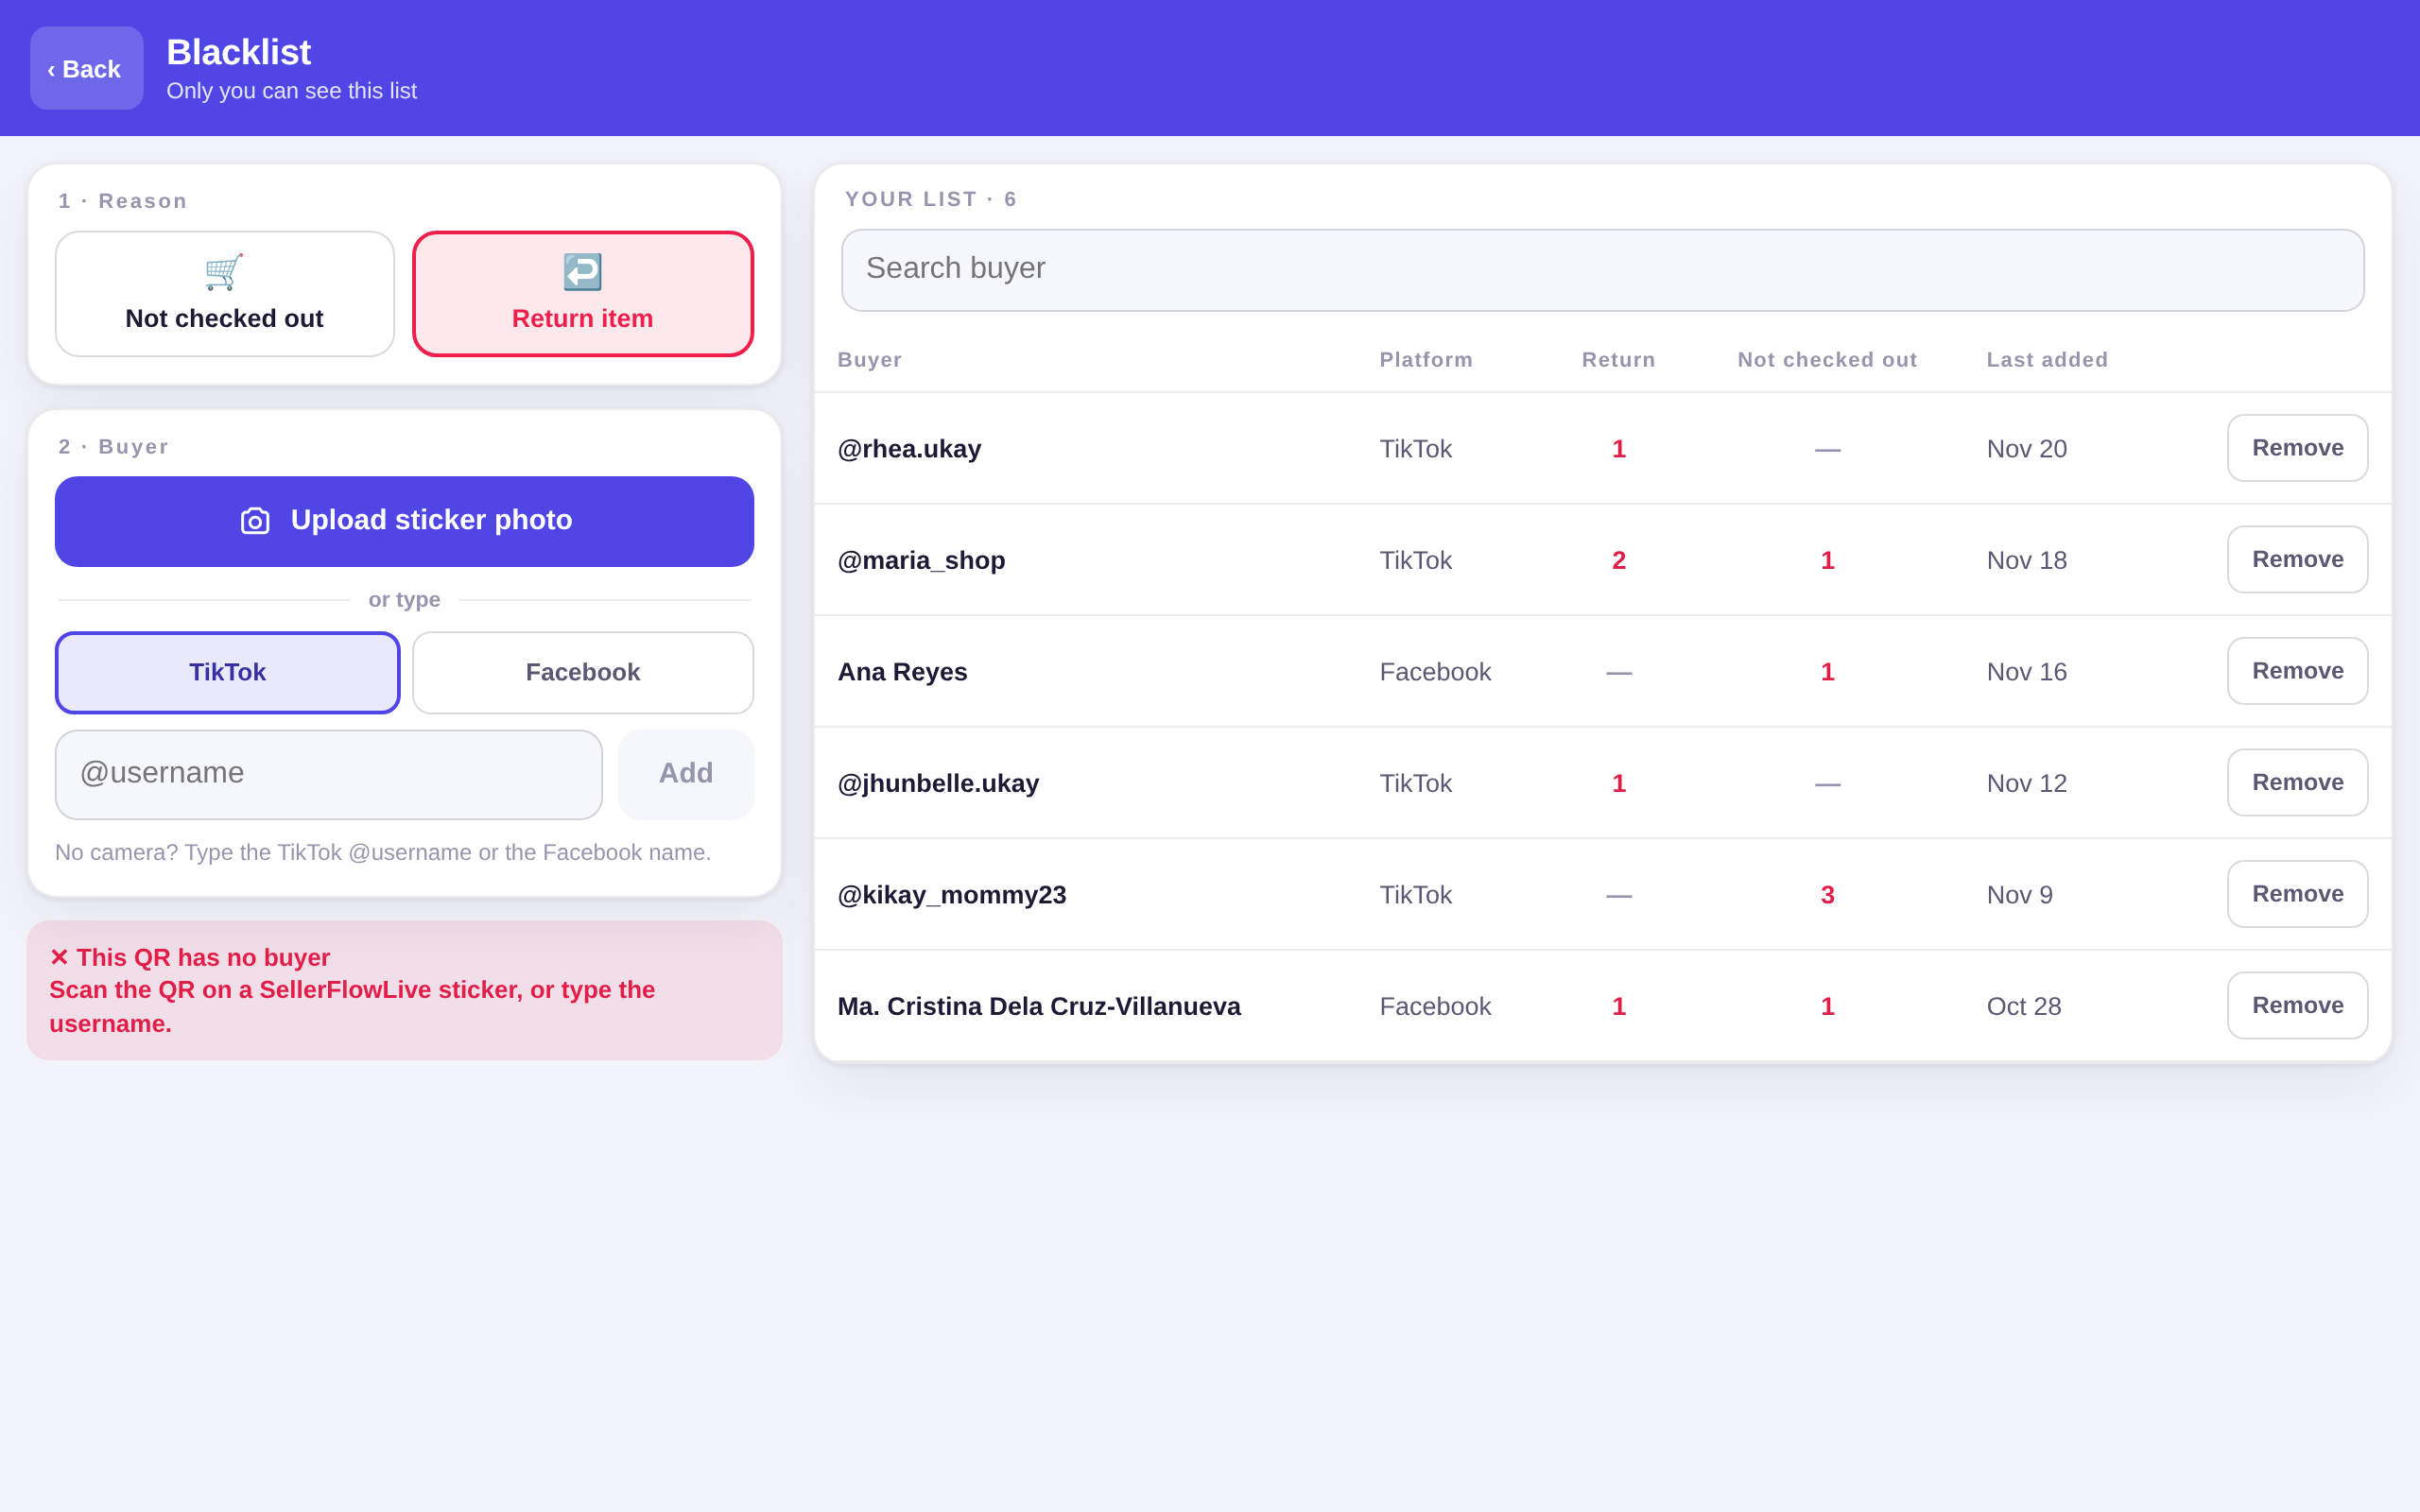 ‹ Back
Blacklist
Only you can see this list
1 · Reason
Not checked out
Return item
2 · Buyer
Upload sticker photo
or type
TikTok
Facebook
@username
Add
No camera? Type the TikTok @username or the Facebook name.
✕ This QR has no buyer
Scan the QR on a SellerFlowLive sticker, or type the
username.
YOUR LIST · 6
Search buyer
Buyer Platform Return Not checked out Last added
@rhea.ukay TikTok 1 — Nov 20 Remove
@maria_shop TikTok 2 1 Nov 18 Remove
Ana Reyes Facebook — 1 Nov 16 Remove
@jhunbelle.ukay TikTok 1 — Nov 12 Remove
@kikay_mommy23 TikTok — 3 Nov 9 Remove
Ma. Cristina Dela Cruz-Villanueva Facebook 1 1 Oct 28 Remove